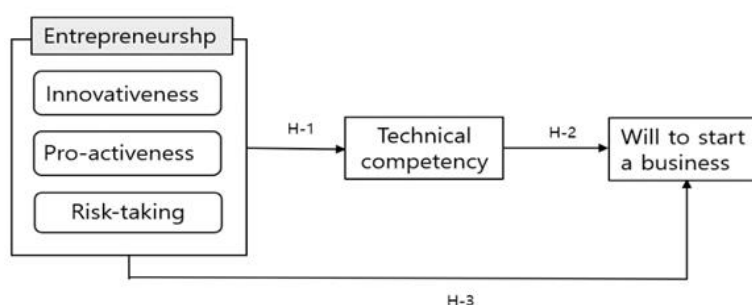 Entrepreneurshp
Innovativeness
Pro-activeness
Risk-taking
H-1
Technical
competency
H-2
Will to start
a business
H-3